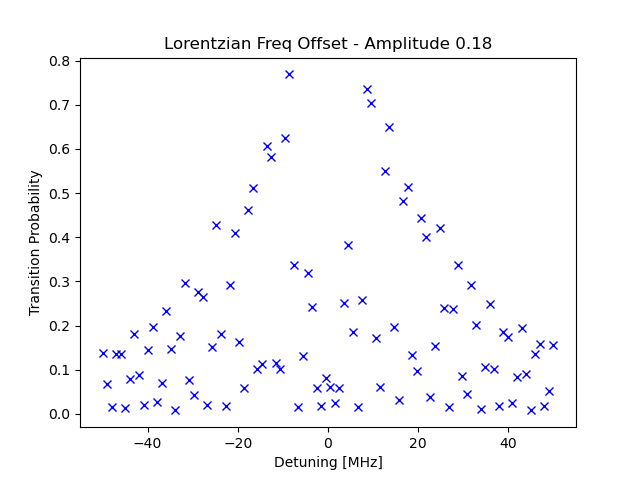 Lorentzian Freq Offset - Amplitude 0.18
Transition Probability
0.8
0.7
0.6
0.5
0.4
0.3
0.2
0.1
0.0
−40 −20 0 20 40
Detuning [MHz]